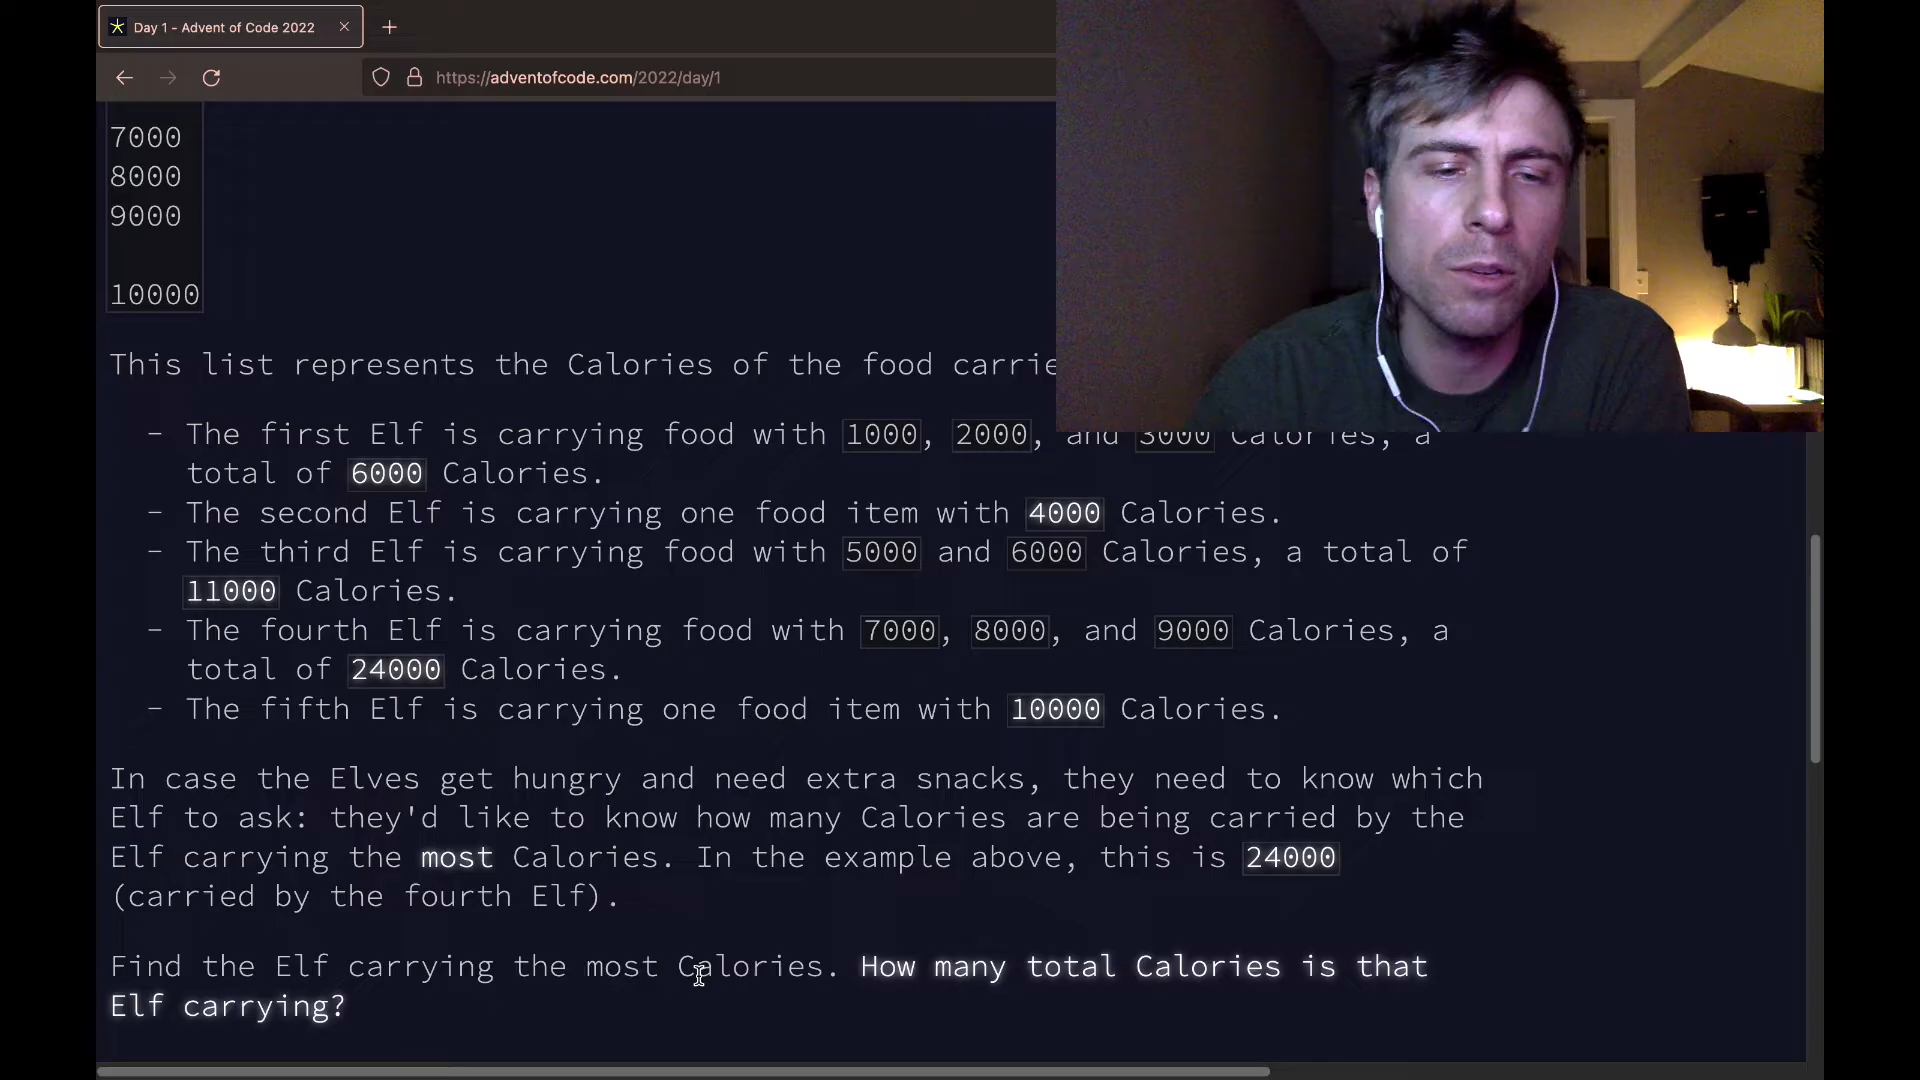 Day 1 - Advent of Code 2022
https://adventofcode.com/2022/day/1
7000
8000
9000
10000
This list represents the Calories of the food carrie
- The first Elf is carrying food with 1000, 2000, and 3000 Calories, a
total of 6000 Calories.
- The second Elf is carrying one food item with 4000 Calories.
- The third Elf is carrying food with 5000 and 6000 Calories, a total of
11000 Calories.
- The fourth Elf is carrying food with 7000, 8000, and 9000 Calories, a
total of 24000 Calories.
- The fifth Elf is carrying one food item with 10000 Calories.
In case the Elves get hungry and need extra snacks, they need to know which
Elf to ask: they'd like to know how many Calories are being carried by the
Elf carrying the most Calories. In the example above, this is 24000
(carried by the fourth Elf).
Find the Elf carrying the most Calories. How many total Calories is that
Elf carrying?